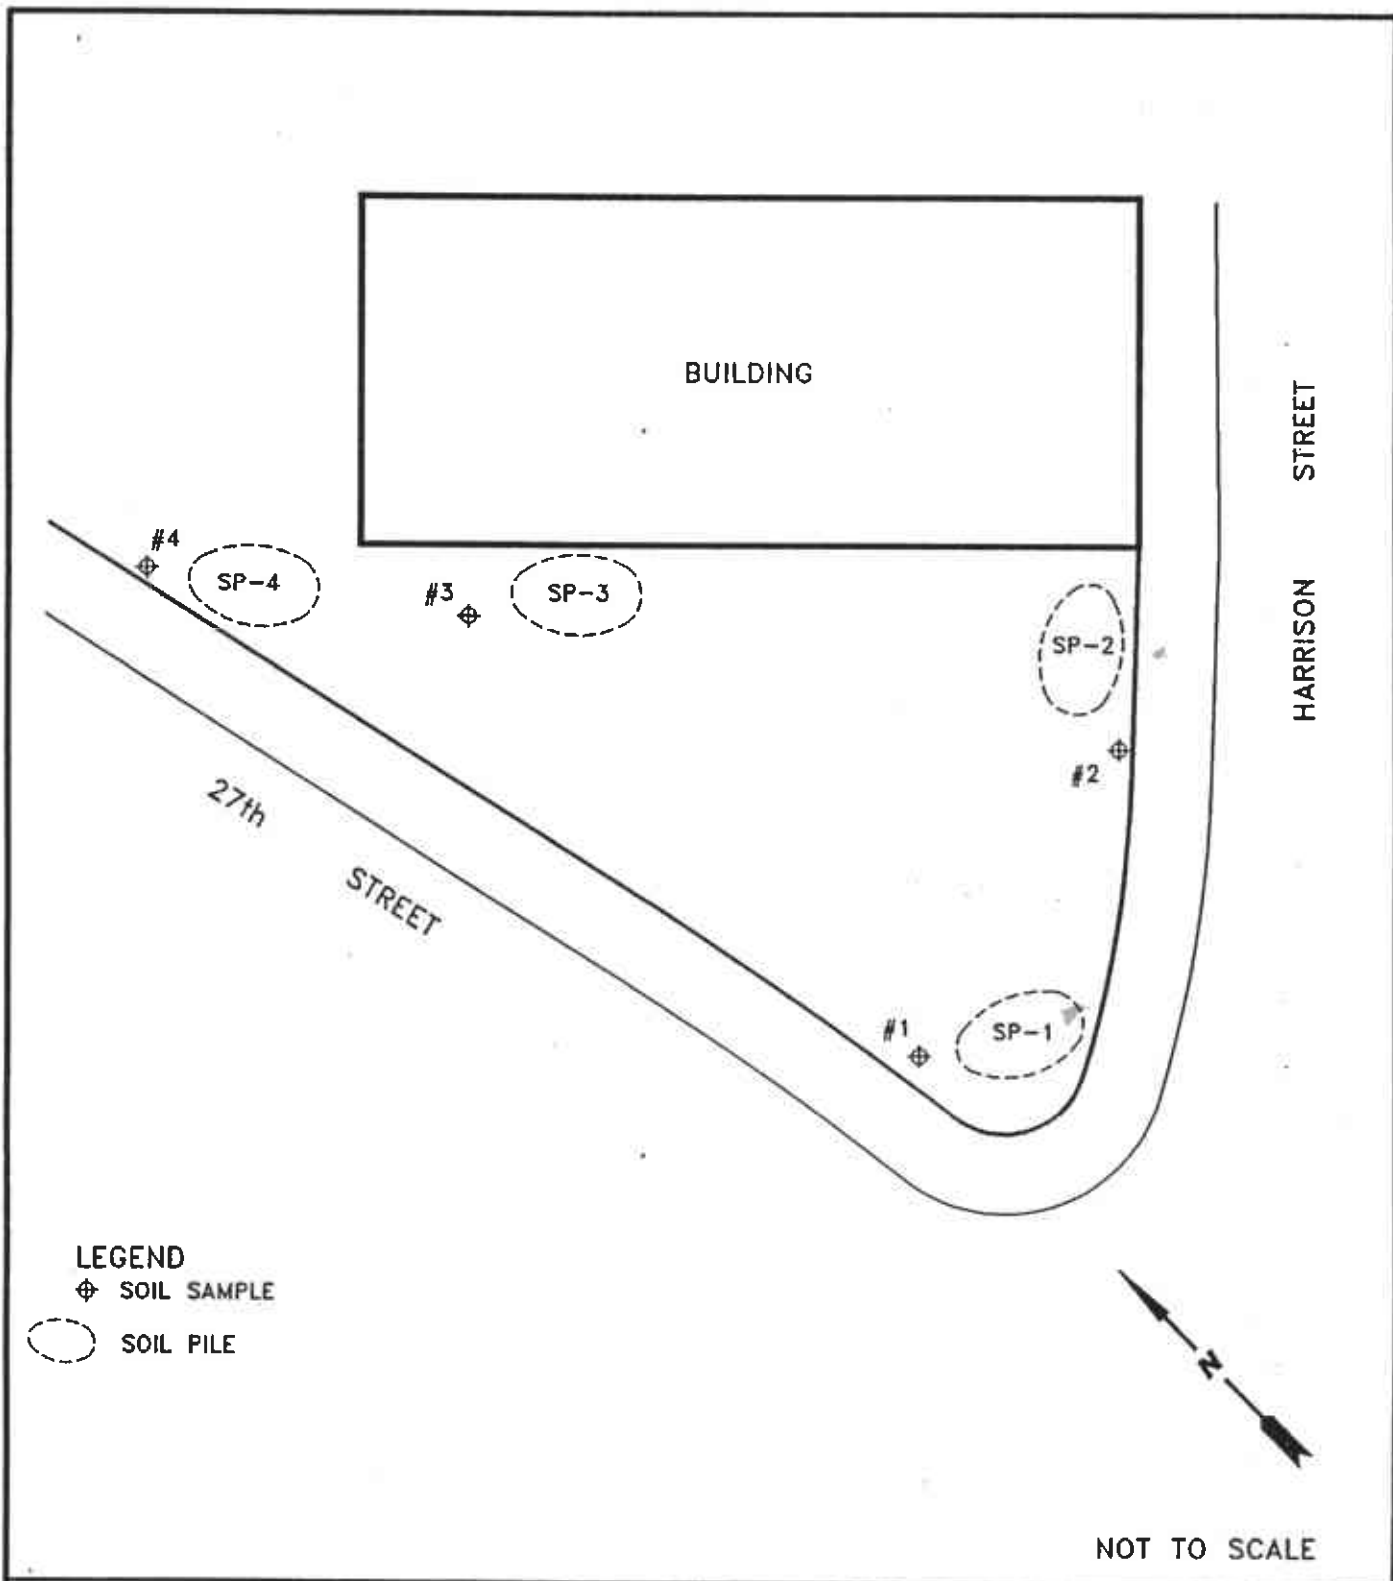 BUILDING
HARRISON STREET
#4
SP-4
#3
SP-3
SP-2
#2
27th STREET
#1
SP-1
LEGEND
SOIL SAMPLE
SOIL PILE
N
NOT TO SCALE